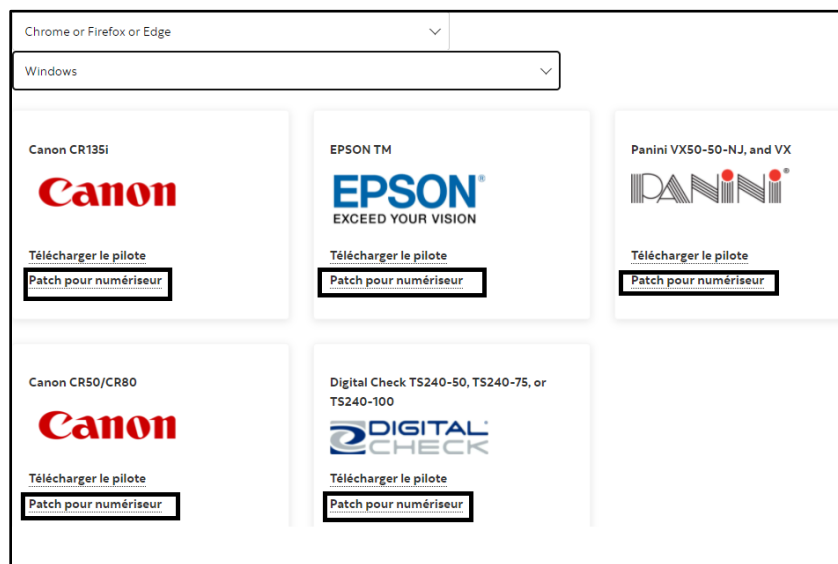 Chrome or Firefox or Edge
Windows
Canon CR135i
Canon
Télécharger le pilote
Patch pour numériseur
EPSON TM
EPSON®
EXCEED YOUR VISION
Télécharger le pilote
Patch pour numériseur
Panini VX50-50-NJ, and VX
PANINI®
Télécharger le pilote
Patch pour numériseur
Canon CR50/CR80
Canon
Télécharger le pilote
Patch pour numériseur
Digital Check TS240-50, TS240-75, or
TS240-100
DIGITAL
CHECK
Télécharger le pilote
Patch pour numériseur